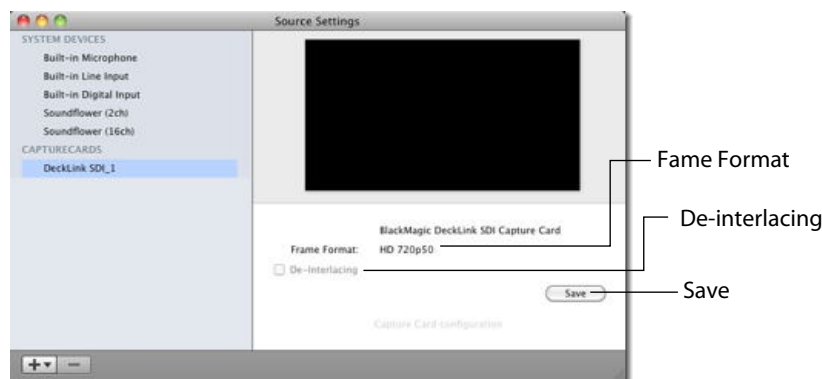 Source Settings
SYSTEM DEVICES
Built-in Microphone
Built-in Line Input
Built-in Digital Input
Soundflower (2ch)
Soundflower (16ch)
CAPTURECARDS
DeckLink SDI_1
BlackMagic DeckLink SDI Capture Card
Frame Format: HD 720p50
De-Interlacing
Save
Capture Card configuration
Fame Format
De-interlacing
Save